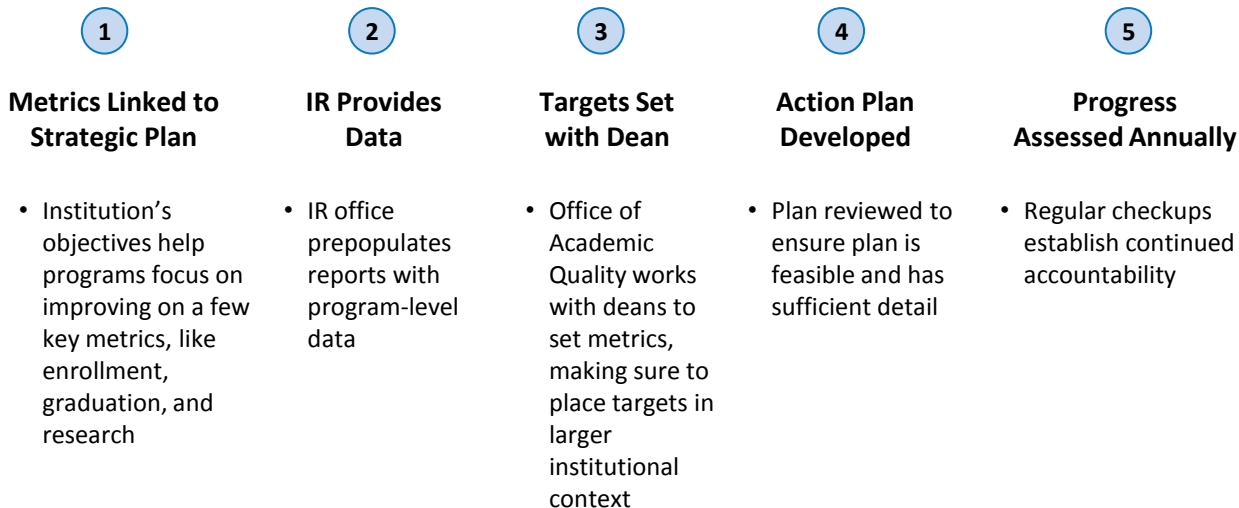 1
Metrics Linked to
Strategic Plan
• Institution's
objectives help
programs focus on
improving on a few
key metrics, like
enrollment,
graduation, and
research
2
IR Provides
Data
• IR office
prepopulates
reports with
program-level
data
3
Targets Set
with Dean
• Office of
Academic
Quality works
with deans to
set metrics,
making sure to
place targets in
larger
institutional
context
4
Action Plan
Developed
• Plan reviewed to
ensure plan is
feasible and has
sufficient detail
5
Progress
Assessed Annually
• Regular checkups
establish continued
accountability